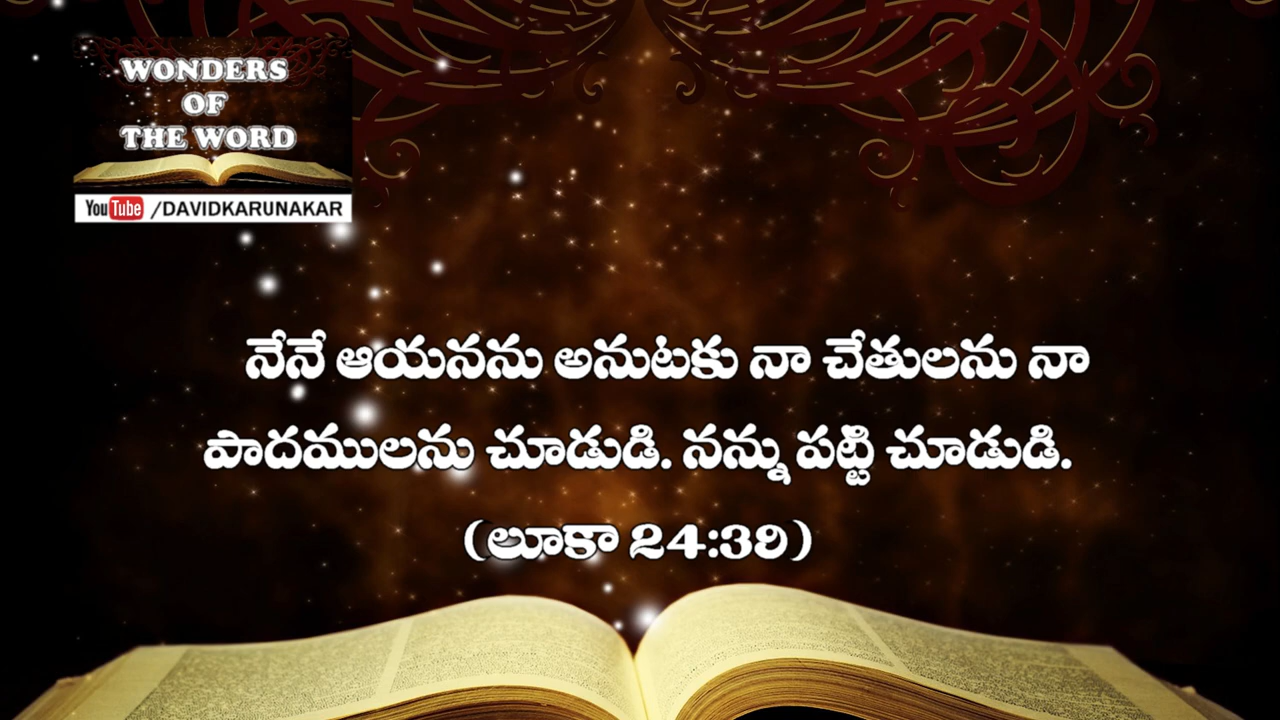 WONDERS
OF
THE WORD
YouTube /DAVIDKARUNAKAR
నేనే ఆయనను అనుటకు నా చేతులను నా
పాదములను చూడుడి. నన్ను పట్టి చూడుడి.
(లూకా 24:39)